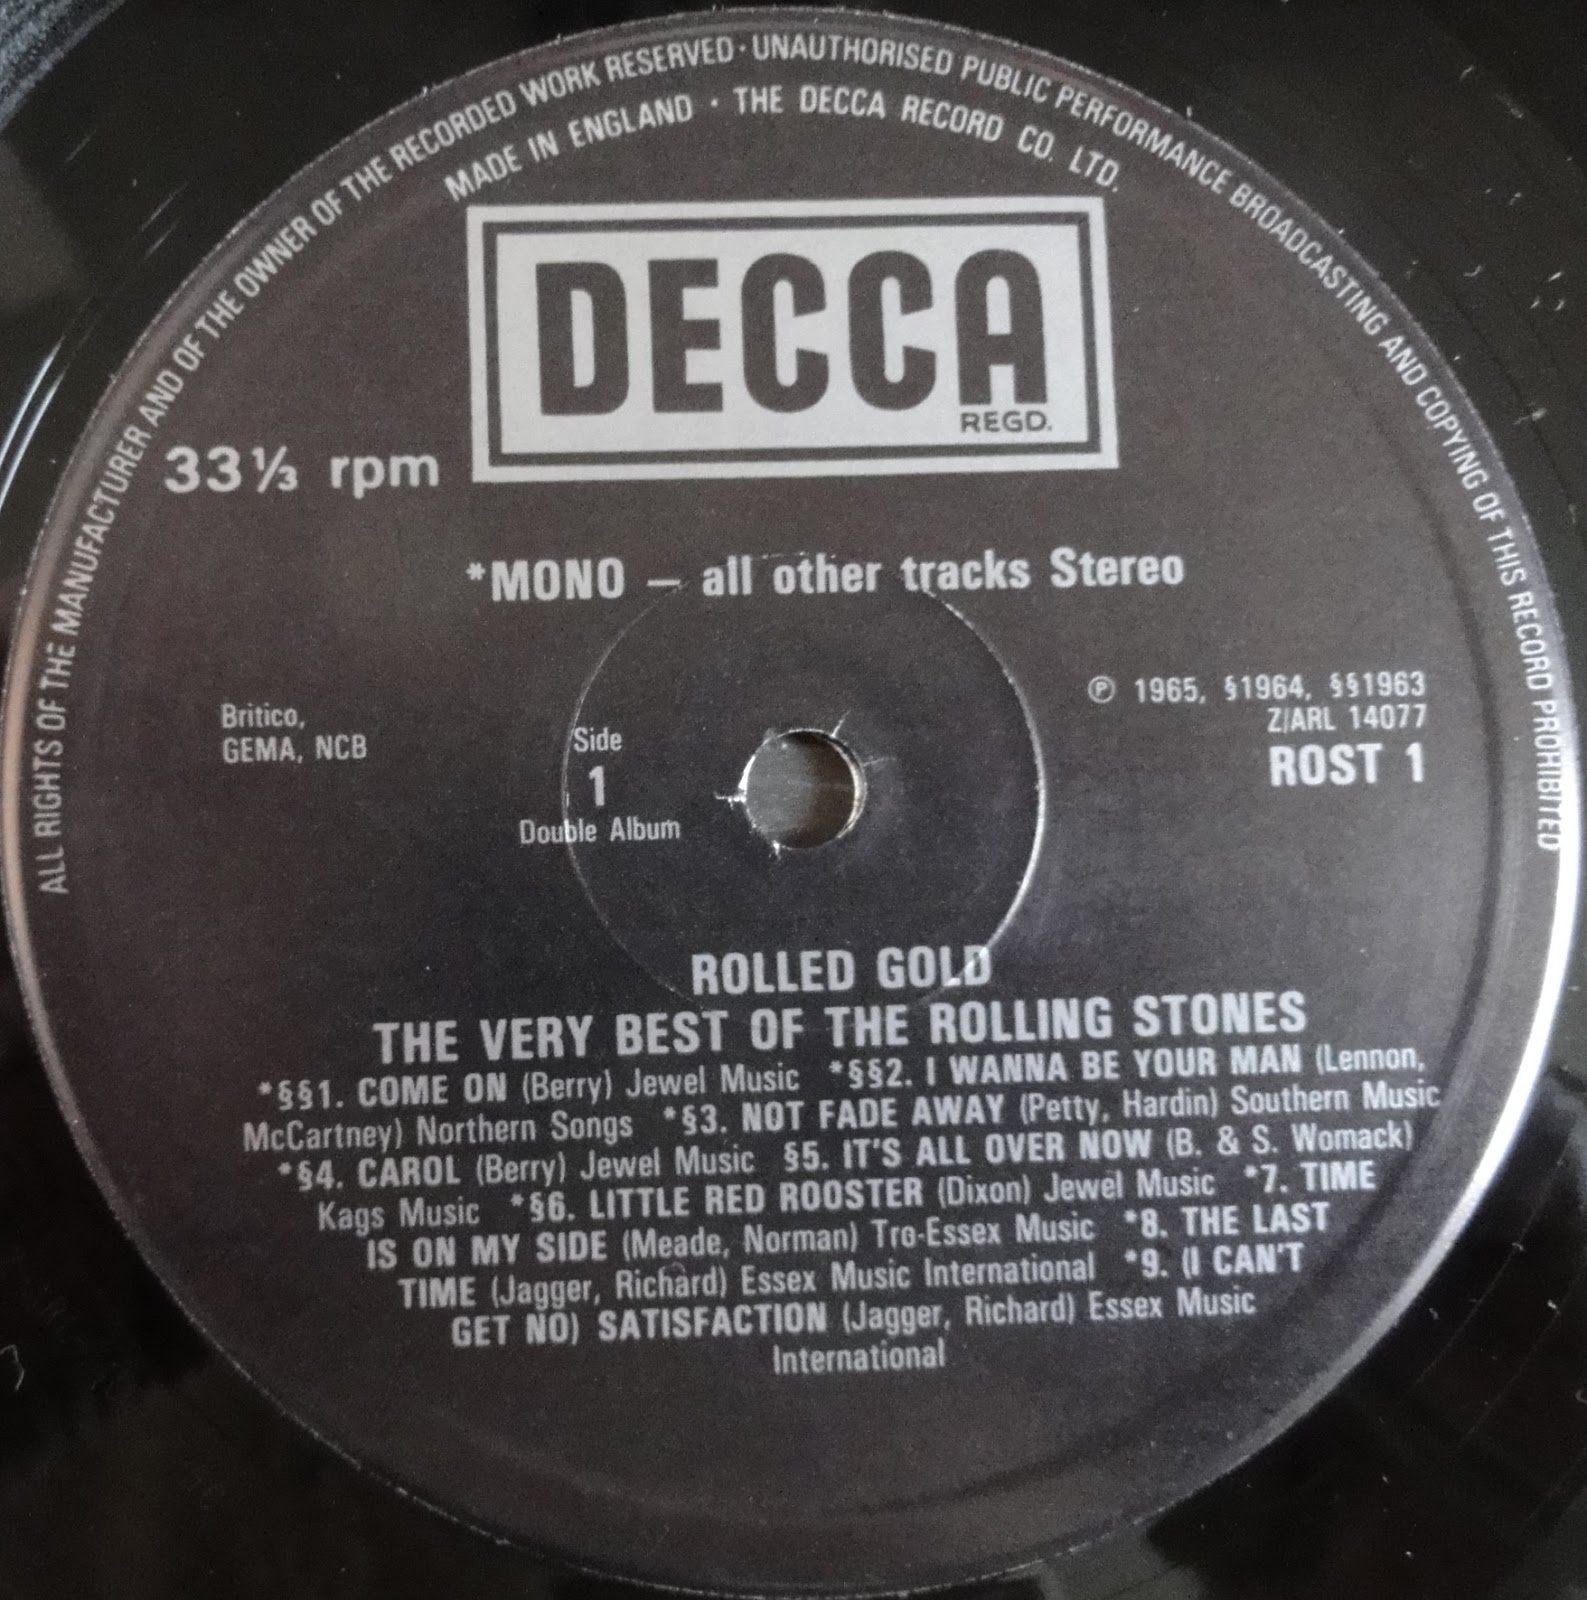 ALL RIGHTS OF THE MANUFACTURER AND OF THE OWNER OF THE RECORDED WORK RESERVED · UNAUTHORISED PUBLIC PERFORMANCE BROADCASTING AND COPYING OF THIS RECORD PROHIBITED
MADE IN ENGLAND · THE DECCA RECORD CO. LTD.
DECCA
REGD.
33 ⅓ rpm
*MONO – all other tracks Stereo
Britico,
GEMA, NCB
Side
1
Double Album
℗ 1965, §1964, §§1963
Z/ARL 14077
ROST 1
ROLLED GOLD
THE VERY BEST OF THE ROLLING STONES
*§§1. COME ON (Berry) Jewel Music *§§2. I WANNA BE YOUR MAN (Lennon,
McCartney) Northern Songs *§3. NOT FADE AWAY (Petty, Hardin) Southern Music
*§4. CAROL (Berry) Jewel Music §5. IT'S ALL OVER NOW (B. & S. Womack)
Kags Music *§6. LITTLE RED ROOSTER (Dixon) Jewel Music *7. TIME
IS ON MY SIDE (Meade, Norman) Tro-Essex Music *8. THE LAST
TIME (Jagger, Richard) Essex Music International *9. (I CAN'T
GET NO) SATISFACTION (Jagger, Richard) Essex Music
International